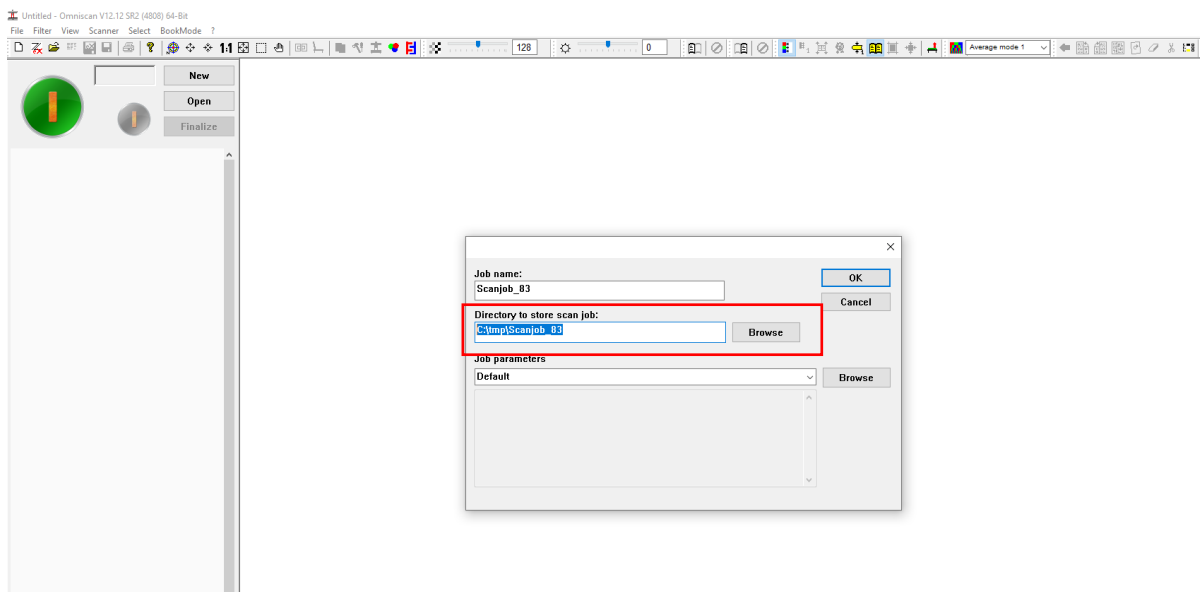 Untitled - Omniscan V12.12 SR2 (4808) 64-Bit
File Filter View Scanner Select BookMode ?
1:1 128 0 Average mode 1
New
Open
Finalize
Job name:
Scanjob_83
OK
Cancel
Directory to store scan job:
C:\tmp\Scanjob_83
Browse
Job parameters
Default
Browse